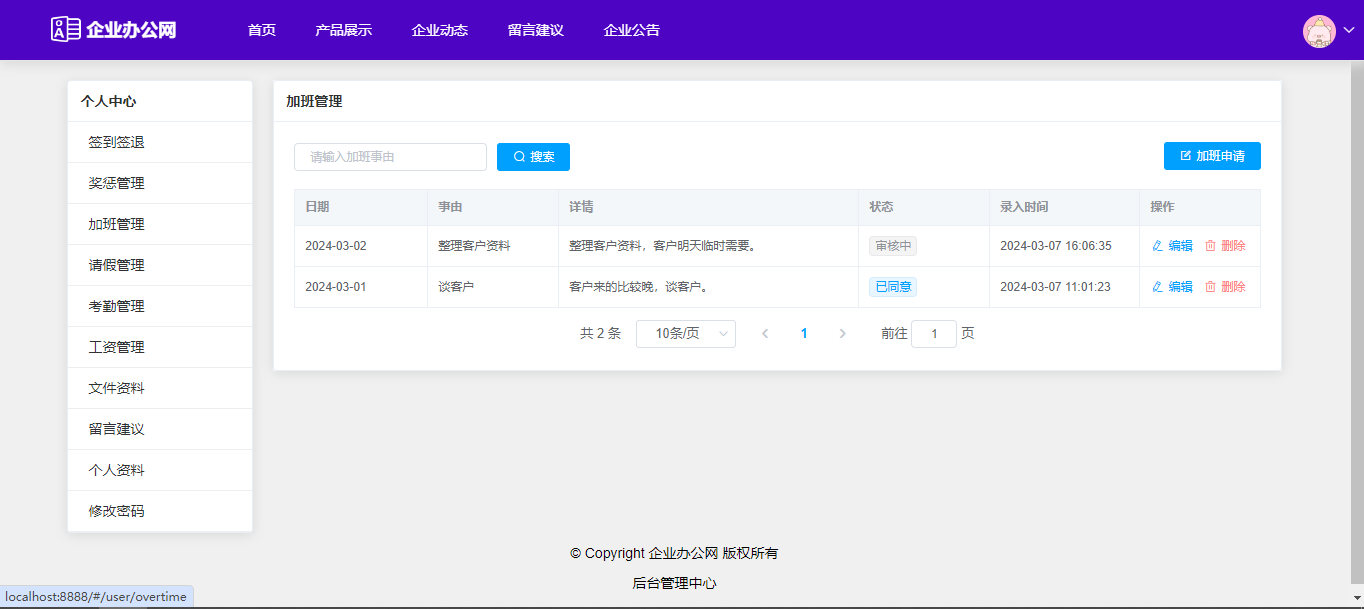 OA 企业办公网 首页 产品展示 企业动态 留言建议 企业公告
个人中心
签到签退
奖惩管理
加班管理
请假管理
考勤管理
工资管理
文件资料
留言建议
个人资料
修改密码
加班管理
请输入加班事由 搜索 加班申请
日期 事由 详情 状态 录入时间 操作
2024-03-02 整理客户资料 整理客户资料，客户明天临时需要。 审核中 2024-03-07 16:06:35 编辑 删除
2024-03-01 谈客户 客户来的比较晚，谈客户。 已同意 2024-03-07 11:01:23 编辑 删除
共 2 条 10条/页 1 前往 1 页
© Copyright 企业办公网 版权所有
后台管理中心
localhost:8888/#/user/overtime